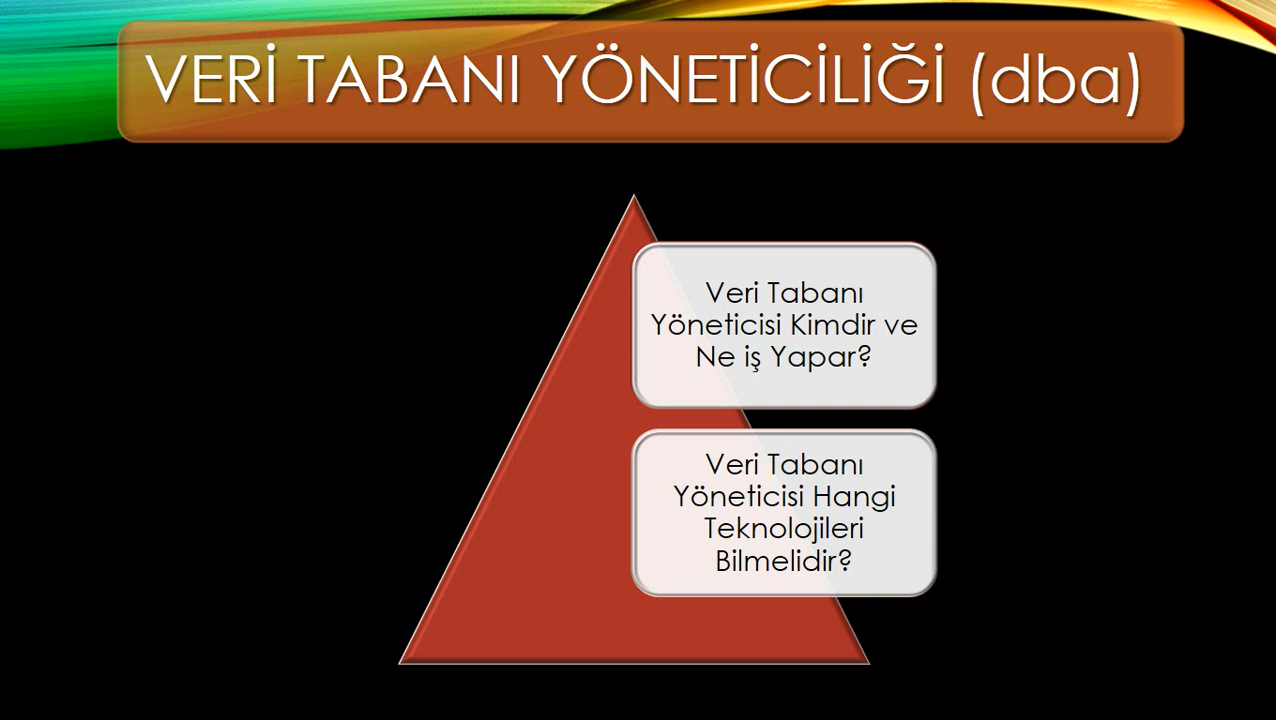 VERİ TABANI YÖNETİCİLİĞİ (dba)
Veri Tabanı
Yöneticisi Kimdir ve
Ne iş Yapar?
Veri Tabanı
Yöneticisi Hangi
Teknolojileri
Bilmelidir?